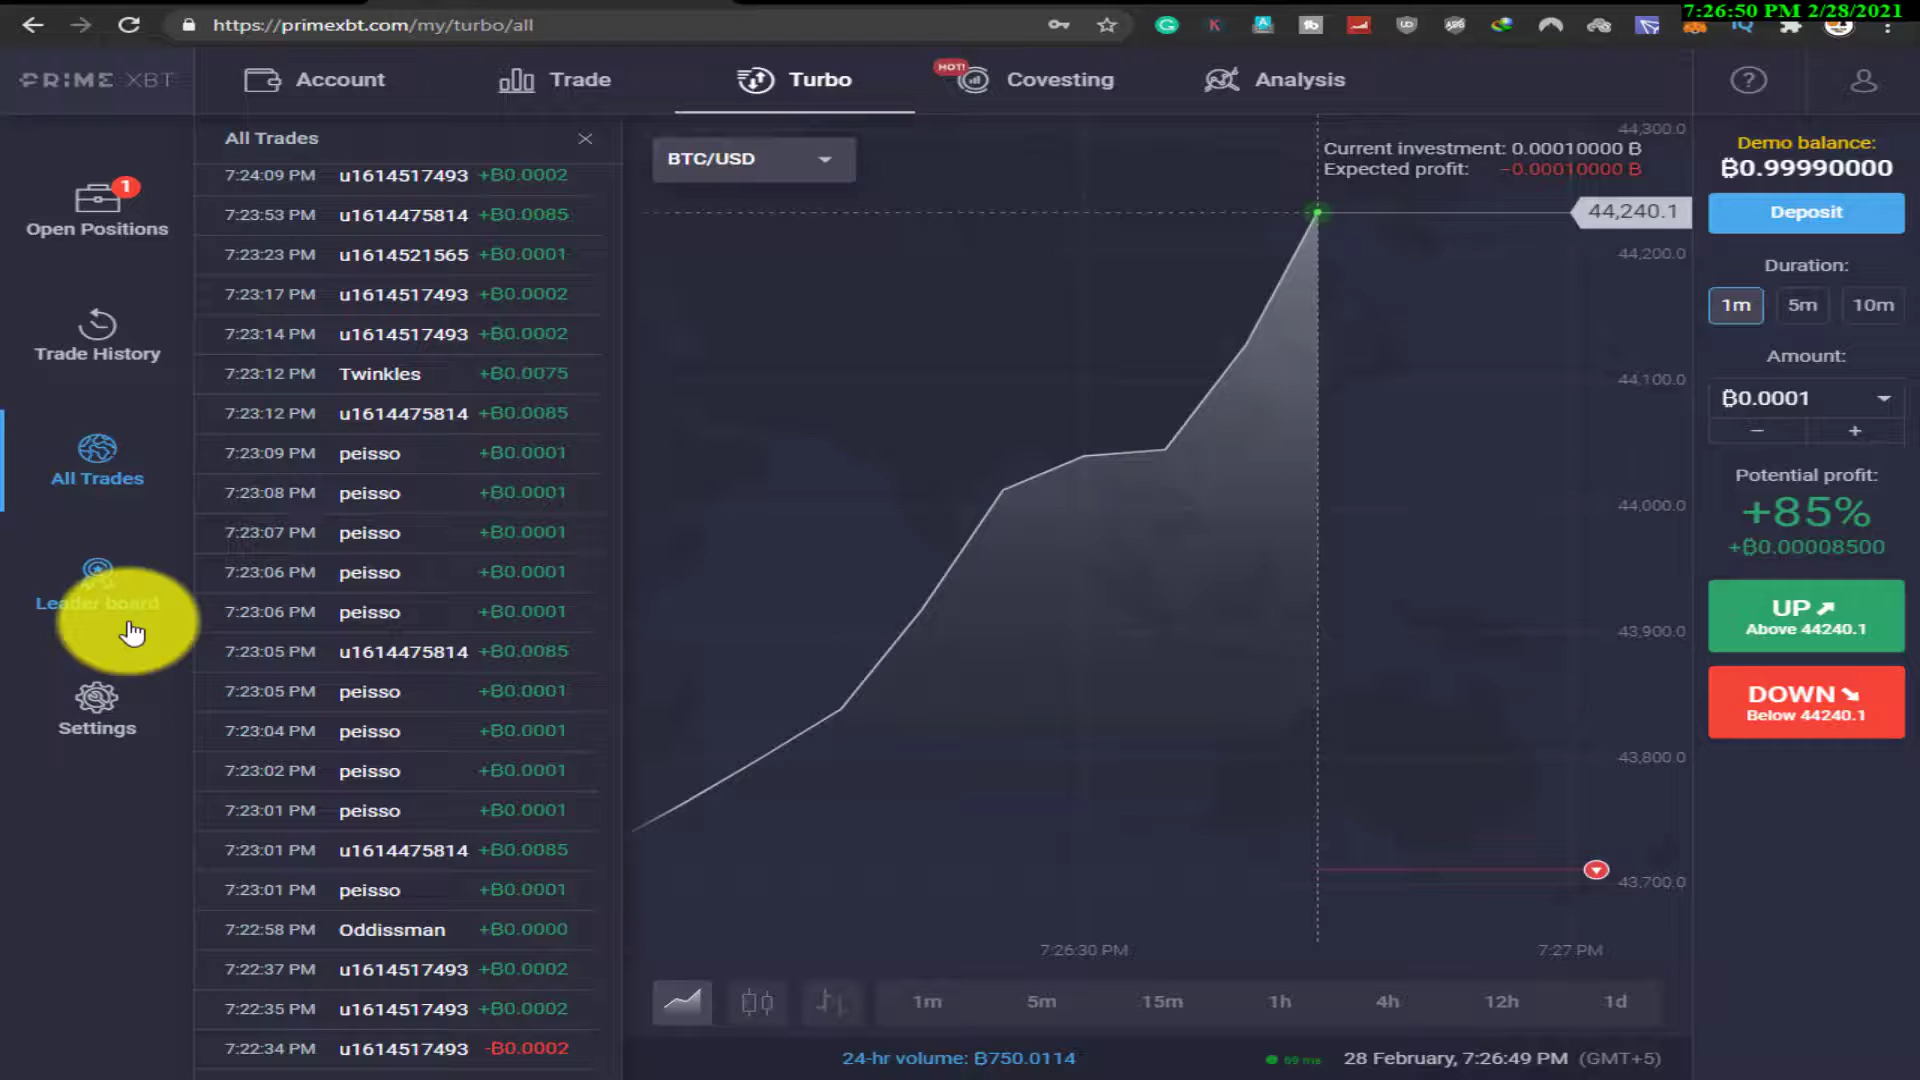 7:26:50 PM 2/28/2021
https://primexbt.com/my/turbo/all
PRIME XBT
Account
Trade
Turbo
HOT!
Covesting
Analysis
?
Open Positions
1
Trade History
All Trades
Leader board
Settings
All Trades
7:24:09 PM u1614517493 +B0.0002
7:23:53 PM u1614475814 +B0.0085
7:23:23 PM u1614521565 +B0.0001
7:23:17 PM u1614517493 +B0.0002
7:23:14 PM u1614517493 +B0.0002
7:23:12 PM Twinkles +B0.0075
7:23:12 PM u1614475814 +B0.0085
7:23:09 PM peisso +B0.0001
7:23:08 PM peisso +B0.0001
7:23:07 PM peisso +B0.0001
7:23:06 PM peisso +B0.0001
7:23:06 PM peisso +B0.0001
7:23:05 PM u1614475814 +B0.0085
7:23:05 PM peisso +B0.0001
7:23:04 PM peisso +B0.0001
7:23:02 PM peisso +B0.0001
7:23:01 PM peisso +B0.0001
7:23:01 PM u1614475814 +B0.0085
7:23:01 PM peisso +B0.0001
7:22:58 PM Oddissman +B0.0000
7:22:37 PM u1614517493 +B0.0002
7:22:35 PM u1614517493 +B0.0002
7:22:34 PM u1614517493 -B0.0002
BTC/USD
Current investment: 0.00010000 B
Expected profit: −0.00010000 B
44,300.0
44,240.1
44,200.0
44,100.0
44,000.0
43,900.0
43,800.0
43,700.0
7:26:30 PM 7:27 PM
1m 5m 15m 1h 4h 12h 1d
24-hr volume: B750.0114
69 ms
28 February, 7:26:49 PM (GMT+5)
Demo balance:
₿0.99990000
Deposit
Duration:
1m 5m 10m
Amount:
₿0.0001
− +
Potential profit:
+85%
+₿0.00008500
UP
Above 44240.1
DOWN
Below 44240.1